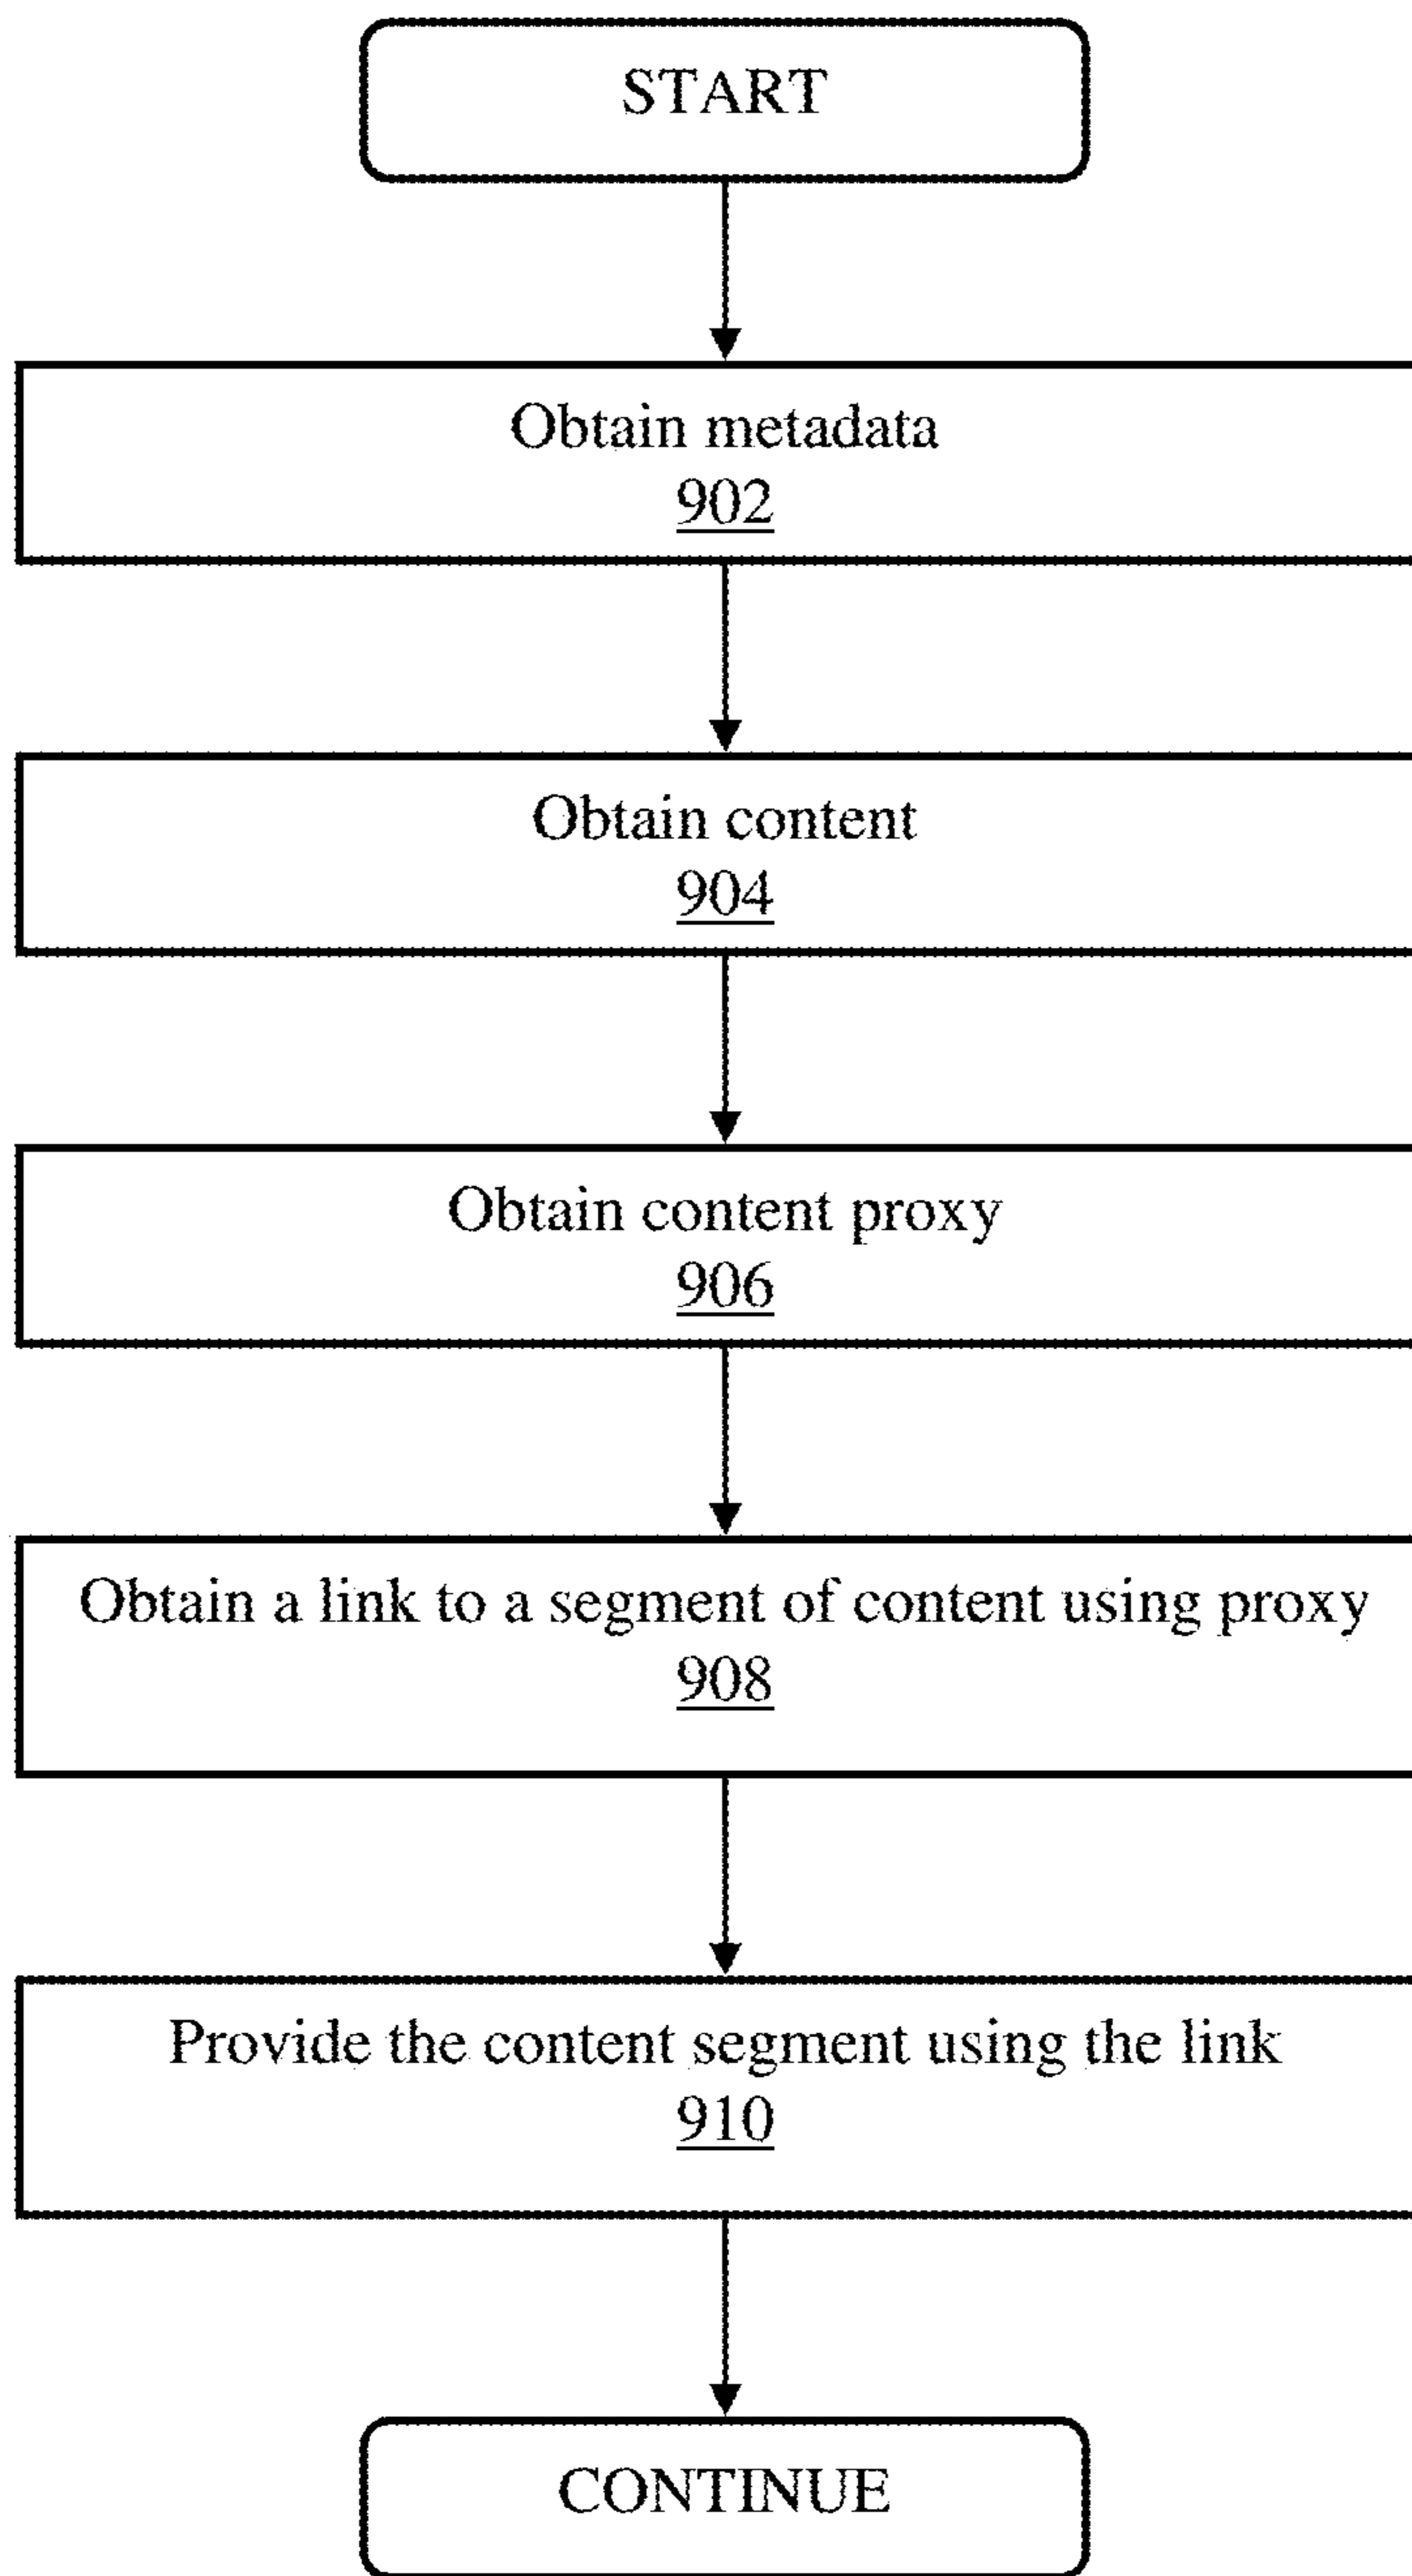 START
Obtain metadata
902
Obtain content
904
Obtain content proxy
906
Obtain a link to a segment of content using proxy
908
Provide the content segment using the link
910
CONTINUE